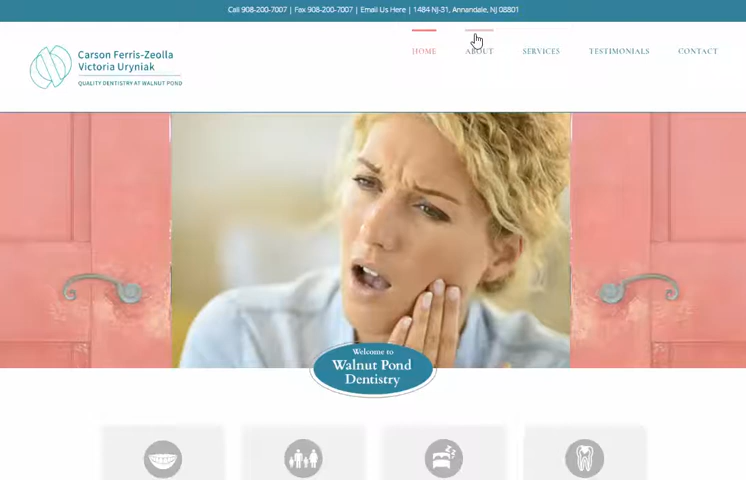 Call 908-200-7007 | Fax 908-200-7007 | Email Us Here | 1484 NJ-31, Annandale, NJ 08801
HOME ABOUT SERVICES TESTIMONIALS CONTACT
Carson Ferris-Zeolla
Victoria Uryniak
QUALITY DENTISTRY AT WALNUT POND
Welcome to
Walnut Pond
Dentistry